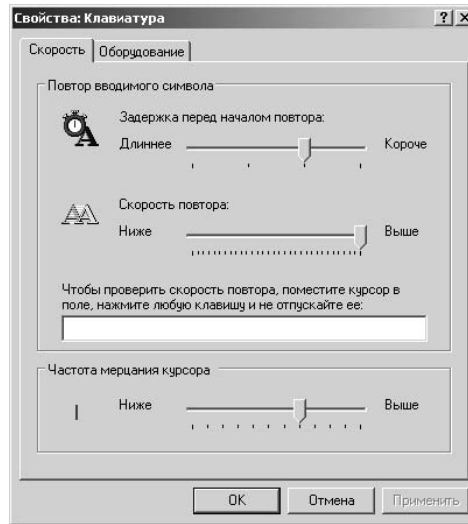 Свойства: Клавиатура
Скорость Оборудование
Повтор вводимого символа
Задержка перед началом повтора:
Длиннее Короче
Скорость повтора:
Ниже Выше
Чтобы проверить скорость повтора, поместите курсор в
поле, нажмите любую клавишу и не отпускайте ее:
Частота мерцания курсора
Ниже Выше
OK Отмена Применить